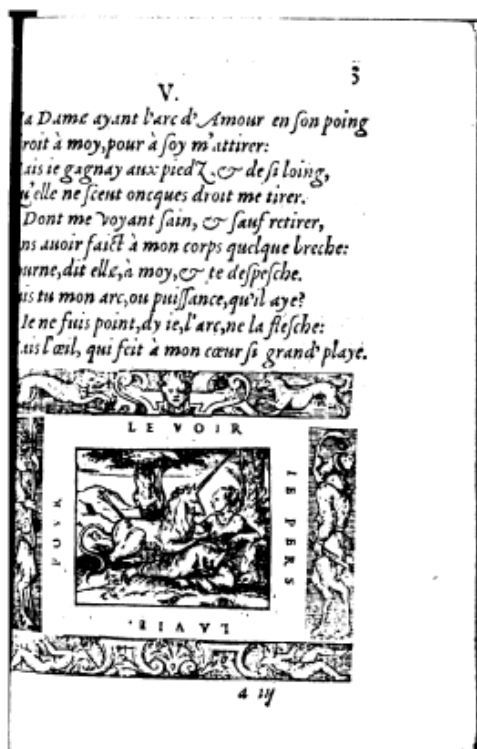 3
V.
a Dame ayant l'arc d'Amour en ſon poing
roit à moy, pour à ſoy m'attirer:
ais ie gagnay aux piedz, & de ſi loing,
u'elle ne ſceut oncques droit me tirer.
Dont me voyant ſain, & ſauf retirer,
ns auoir faict à mon corps quelque breche:
ourne, dit elle, à moy, & te deſpeſche.
is tu mon arc, ou puiſſance, qu'il aye?
Ie ne fuis point, dy ie, l'arc, ne la fleſche:
ais l'œil, qui feit à mon cœur ſi grand' playe.
LE VOIR
IE PERS
LA VIE.
POVR
a iij